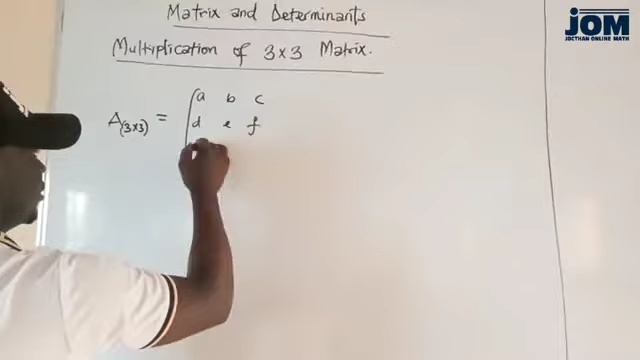 Matrix and Determinants
JOM
JOCTHAN ONLINE MATH
Multiplication of 3×3 Matrix.
a b c
A(3×3) =
d e f